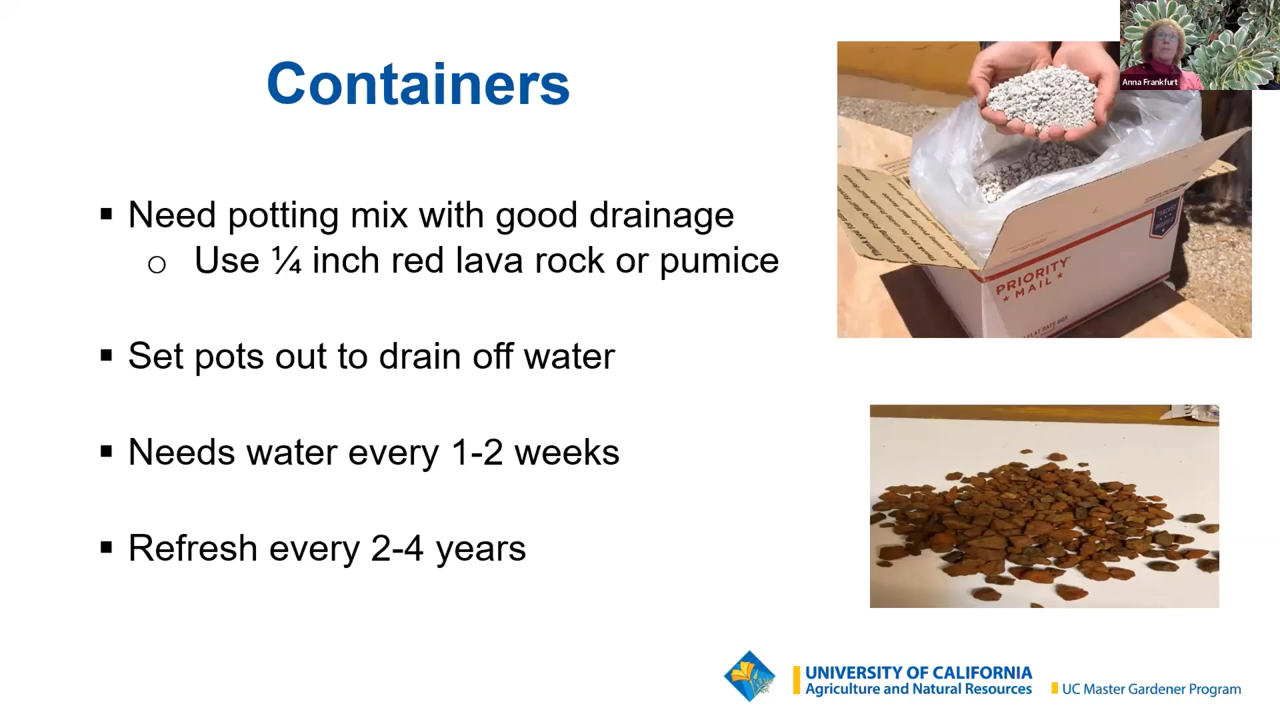 Containers
Anna Frankfurt
▪ Need potting mix with good drainage
o Use ¼ inch red lava rock or pumice
▪ Set pots out to drain off water
▪ Needs water every 1-2 weeks
▪ Refresh every 2-4 years
PRIORITY
★ MAIL ★
UNIVERSITY OF CALIFORNIA
Agriculture and Natural Resources
UC Master Gardener Program